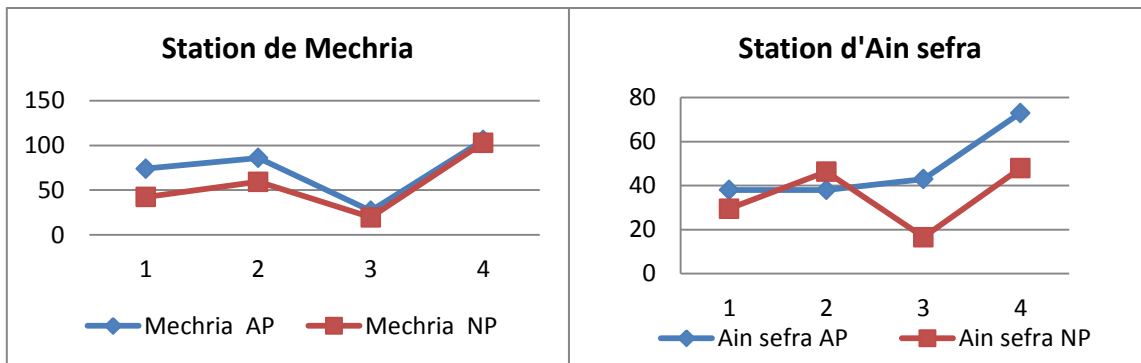 Station de Mechria
150
100
50
0
1 2 3 4
Mechria AP Mechria NP
Station d'Ain sefra
80
60
40
20
0
1 2 3 4
Ain sefra AP Ain sefra NP